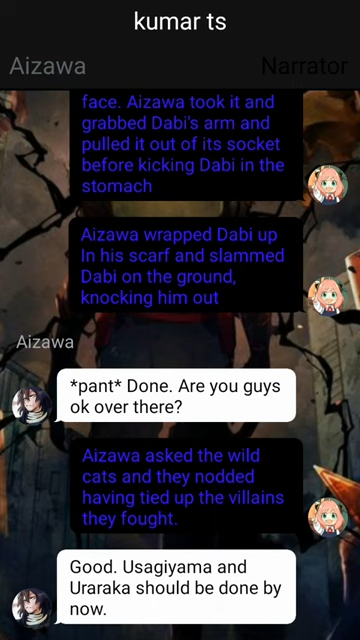 kumar ts
Aizawa
Narrator
face. Aizawa took it and
grabbed Dabi's arm and
pulled it out of its socket
before kicking Dabi in the
stomach
Aizawa wrapped Dabi up
In his scarf and slammed
Dabi on the ground,
knocking him out
Aizawa
*pant* Done. Are you guys
ok over there?
Aizawa asked the wild
cats and they nodded
having tied up the villains
they fought.
Good. Usagiyama and
Uraraka should be done by
now.